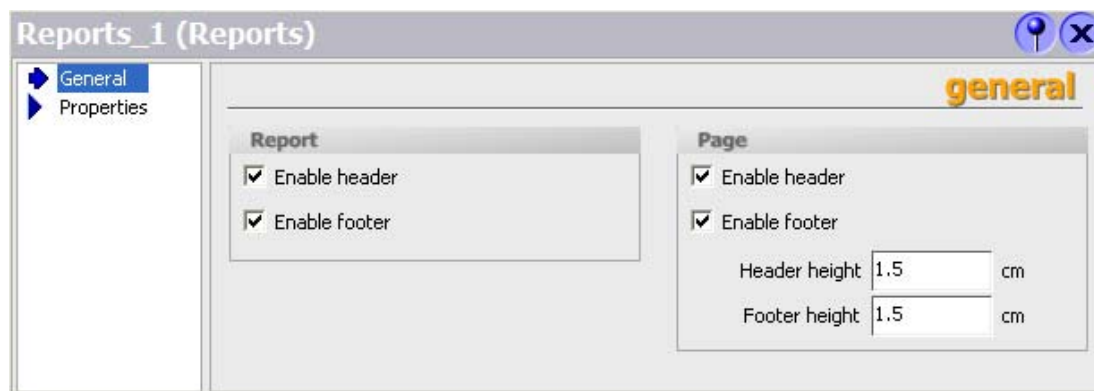 Reports_1 (Reports)
General
Properties
general
Report
Enable header
Enable footer
Page
Enable header
Enable footer
Header height 1.5 cm
Footer height 1.5 cm